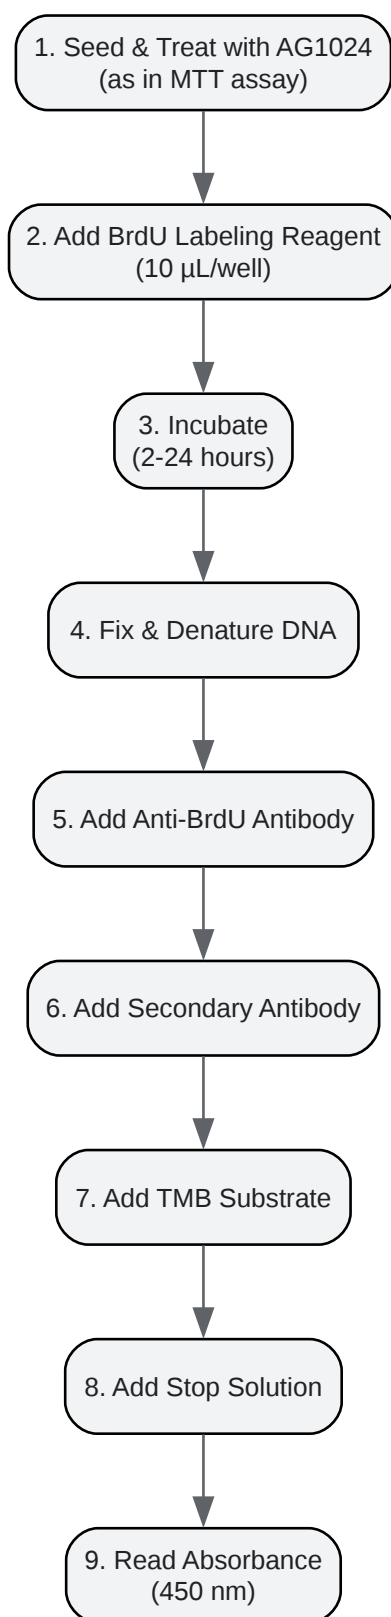 1. Seed & Treat with AG1024
(as in MTT assay)
2. Add BrdU Labeling Reagent
(10 µL/well)
3. Incubate
(2-24 hours)
4. Fix & Denature DNA
5. Add Anti-BrdU Antibody
6. Add Secondary Antibody
7. Add TMB Substrate
8. Add Stop Solution
9. Read Absorbance
(450 nm)